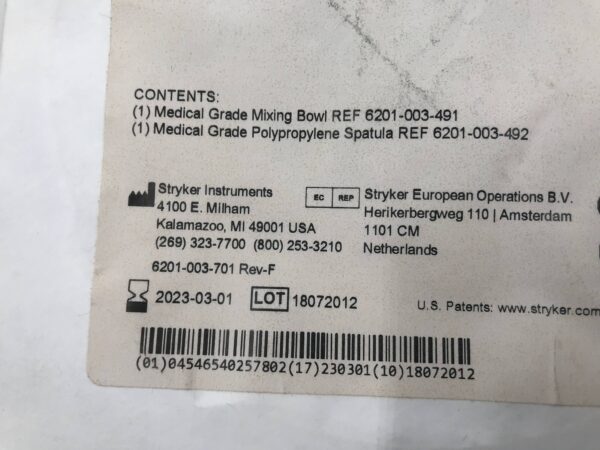 CONTENTS:
(1) Medical Grade Mixing Bowl REF 6201-003-491
(1) Medical Grade Polypropylene Spatula REF 6201-003-492
Stryker Instruments
4100 E. Milham
Kalamazoo, MI 49001 USA
(269) 323-7700 (800) 253-3210
EC REP
Stryker European Operations B.V.
Herikerbergweg 110 | Amsterdam
1101 CM
Netherlands
6201-003-701 Rev-F
2023-03-01 LOT 18072012
U.S. Patents: www.stryker.com
(01)04546540257802(17)230301(10)18072012